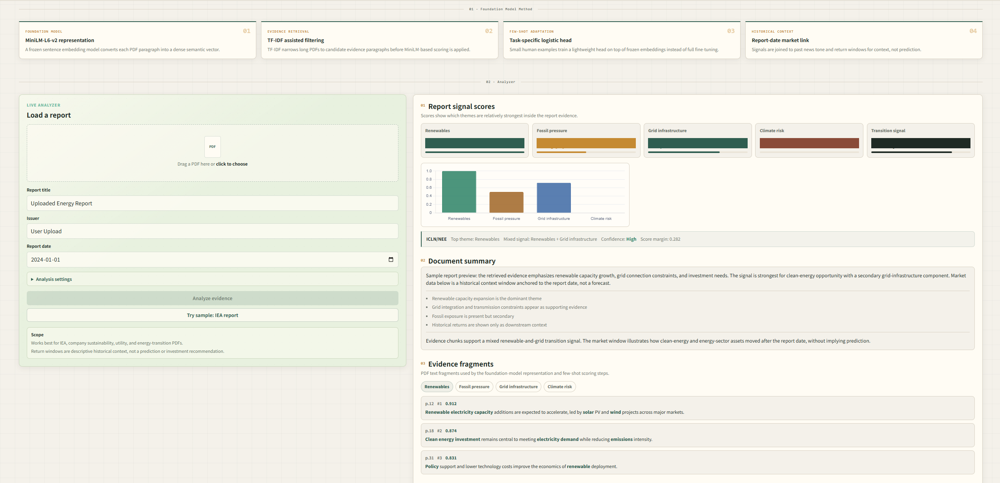 01 - Foundation Model Method
FOUNDATION MODEL
01
MiniLM-L6-v2 representation
A frozen sentence embedding model converts each PDF paragraph into a dense semantic vector.
EVIDENCE RETRIEVAL
02
TF-IDF assisted filtering
TF-IDF narrows long PDFs to candidate evidence paragraphs before MiniLM-based scoring is applied.
FEW-SHOT ADAPTATION
03
Task-specific logistic head
Small human examples train a lightweight head on top of frozen embeddings instead of full fine-tuning.
HISTORICAL CONTEXT
04
Report-date market link
Signals are joined to past news tone and return windows for context, not prediction.
02 - Analyzer
LIVE ANALYZER
Load a report
PDF
Drag a PDF here or click to choose
Report title
Uploaded Energy Report
Issuer
User Upload
Report date
2024-01-01
Analysis settings
Analyze evidence
Try sample: IEA report
Scope
Works best for IEA, company sustainability, utility, and energy-transition PDFs.
Return windows are descriptive historical context, not a prediction or investment recommendation.
01 Report signal scores
Scores show which themes are relatively strongest inside the report evidence.
Renewables
Fossil pressure
Grid infrastructure
Climate risk
Transition signal
1.0
0.8
0.6
0.4
0.2
0
Renewables
Fossil pressure
Grid infrastructure
Climate risk
ICLN/NEE Top theme: Renewables Mixed signal: Renewables + Grid infrastructure Confidence: High Score margin: 0.282
02 Document summary
Sample report preview: the retrieved evidence emphasizes renewable capacity growth, grid connection constraints, and investment needs. The signal is strongest for clean-energy opportunity with a secondary grid-infrastructure component. Market
data below is a historical context window anchored to the report date, not a forecast.
• Renewable capacity expansion is the dominant theme
• Grid integration and transmission constraints appear as supporting evidence
• Fossil exposure is present but secondary
• Historical returns are shown only as downstream context
Evidence chunks support a mixed renewable-and-grid transition signal. The market window illustrates how clean-energy and energy-sector assets moved after the report date, without implying prediction.
03 Evidence fragments
PDF text fragments used by the foundation-model representation and few-shot scoring steps.
Renewables
Fossil pressure
Grid infrastructure
Climate risk
p.12 #1 0.912
Renewable electricity capacity additions are expected to accelerate, led by solar PV and wind projects across major markets.
p.18 #2 0.874
Clean energy investment remains central to meeting electricity demand while reducing emissions intensity.
p.31 #3 0.831
Policy support and lower technology costs improve the economics of renewable deployment.